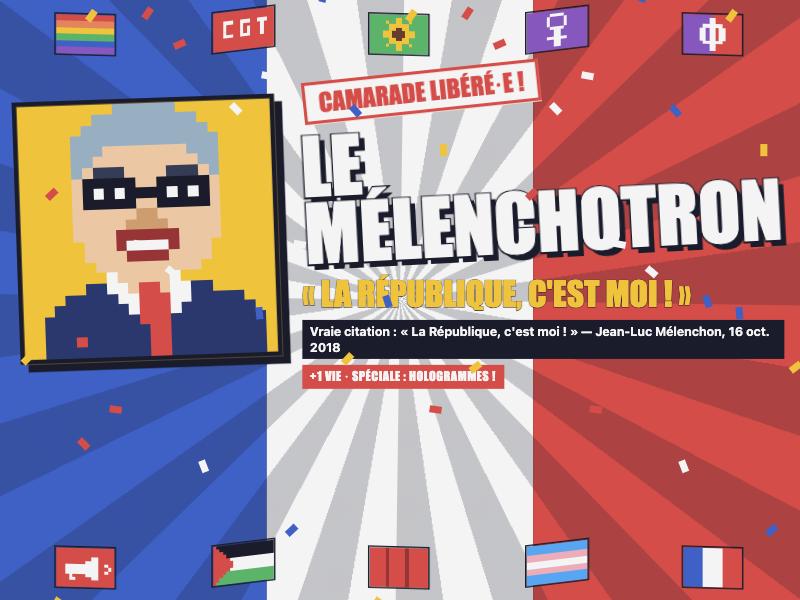 CGT
CAMARADE LIBÉRÉ·E !
LE
MÉLENCHOTRON
« LA RÉPUBLIQUE, C'EST MOI ! »
Vraie citation : « La République, c'est moi ! » — Jean-Luc Mélenchon, 16 oct.
2018
+1 VIE · SPÉCIALE : HOLOGRAMMES !